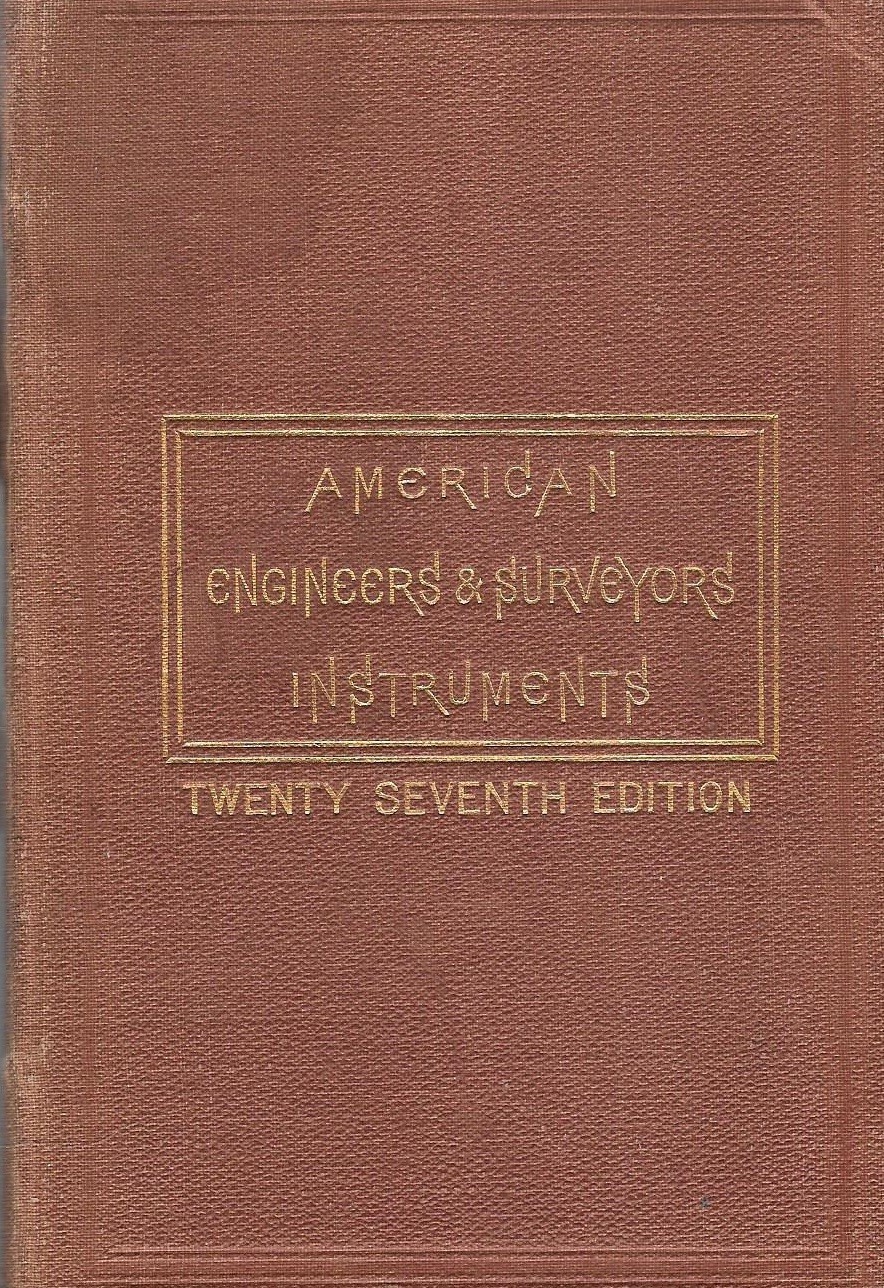 AMERICAN
ENGINEERS & SURVEYORS
INSTRUMENTS
TWENTY SEVENTH EDITION